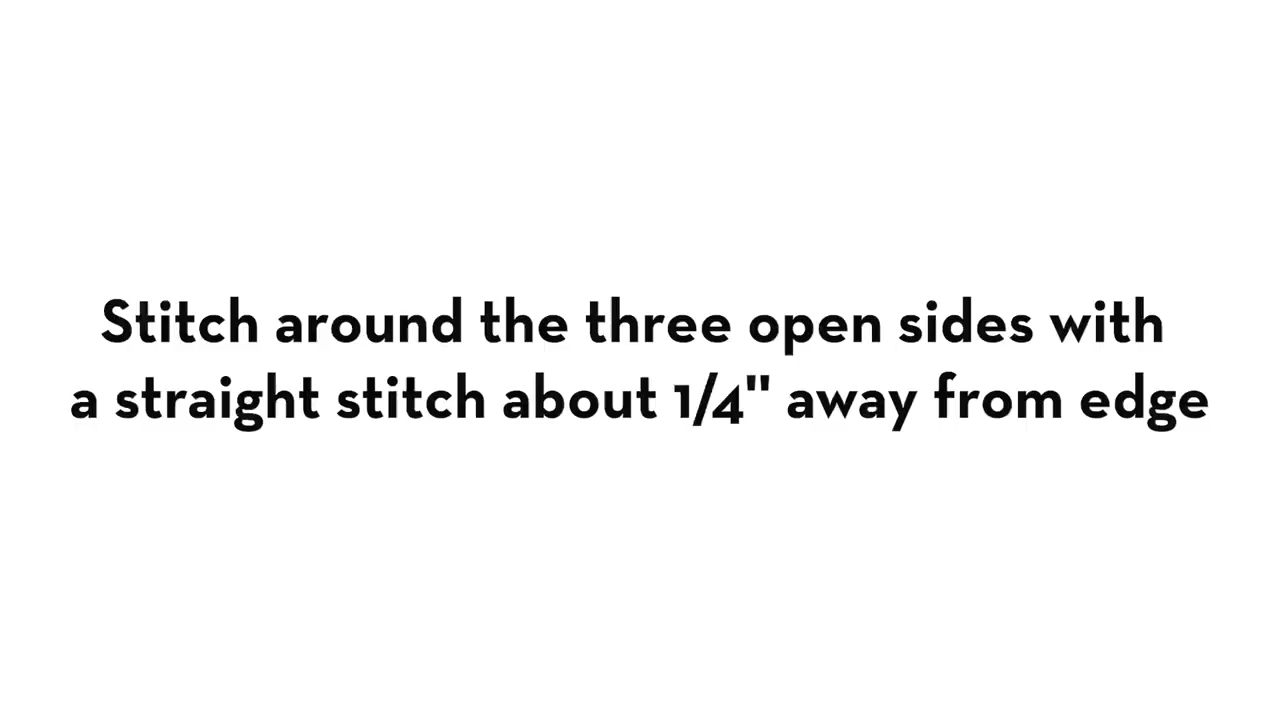 Stitch around the three open sides with
a straight stitch about 1/4" away from edge